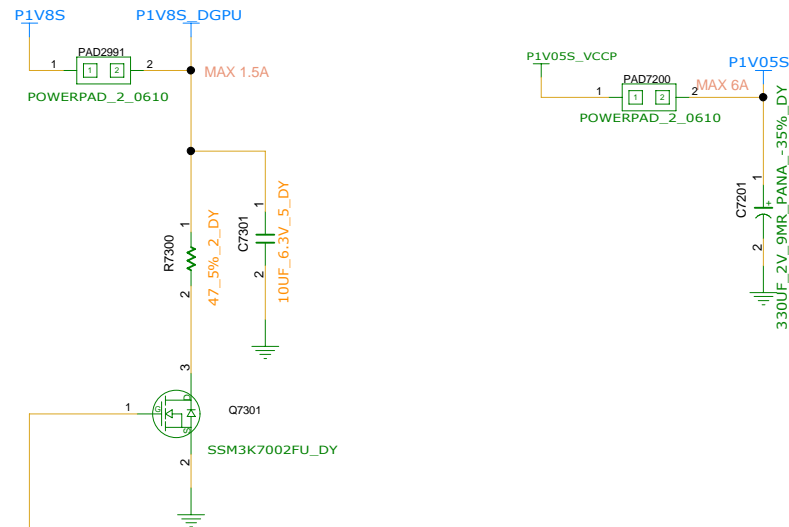 P1V8S
P1V8S_DGPU
PAD2991
1
1
2
2
MAX 1.5A
POWERPAD_2_0610
P1V05S_VCCP
P1V05S
PAD7200
1
1
2
2
MAX 6A
POWERPAD_2_0610
1
R7300
47_5%_2_DY
2
1
C7301
10UF_6.3V_5_DY
2
1
C7201
+
2
330UF_2V_9MR_PANA_-35%_DY
3
1
G
D
S
Q7301
SSM3K7002FU_DY
2